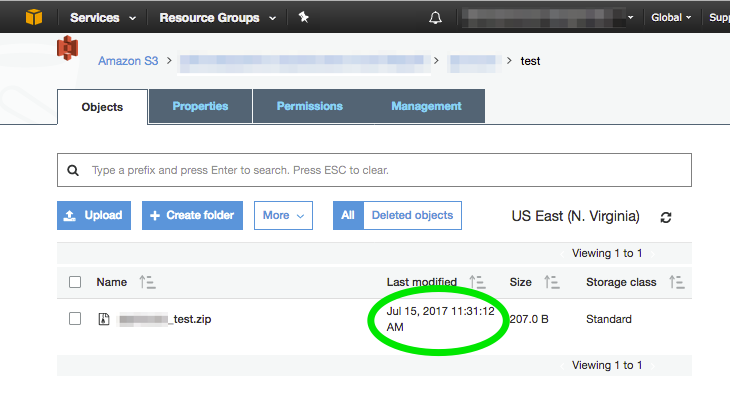 Services Resource Groups Global Supp
Amazon S3 > > > test
Objects Properties Permissions Management
Type a prefix and press Enter to search. Press ESC to clear.
Upload + Create folder More All Deleted objects US East (N. Virginia)
Viewing 1 to 1
Name Last modified Size Storage class
_test.zip Jul 15, 2017 11:31:12 207.0 B Standard
AM
Viewing 1 to 1